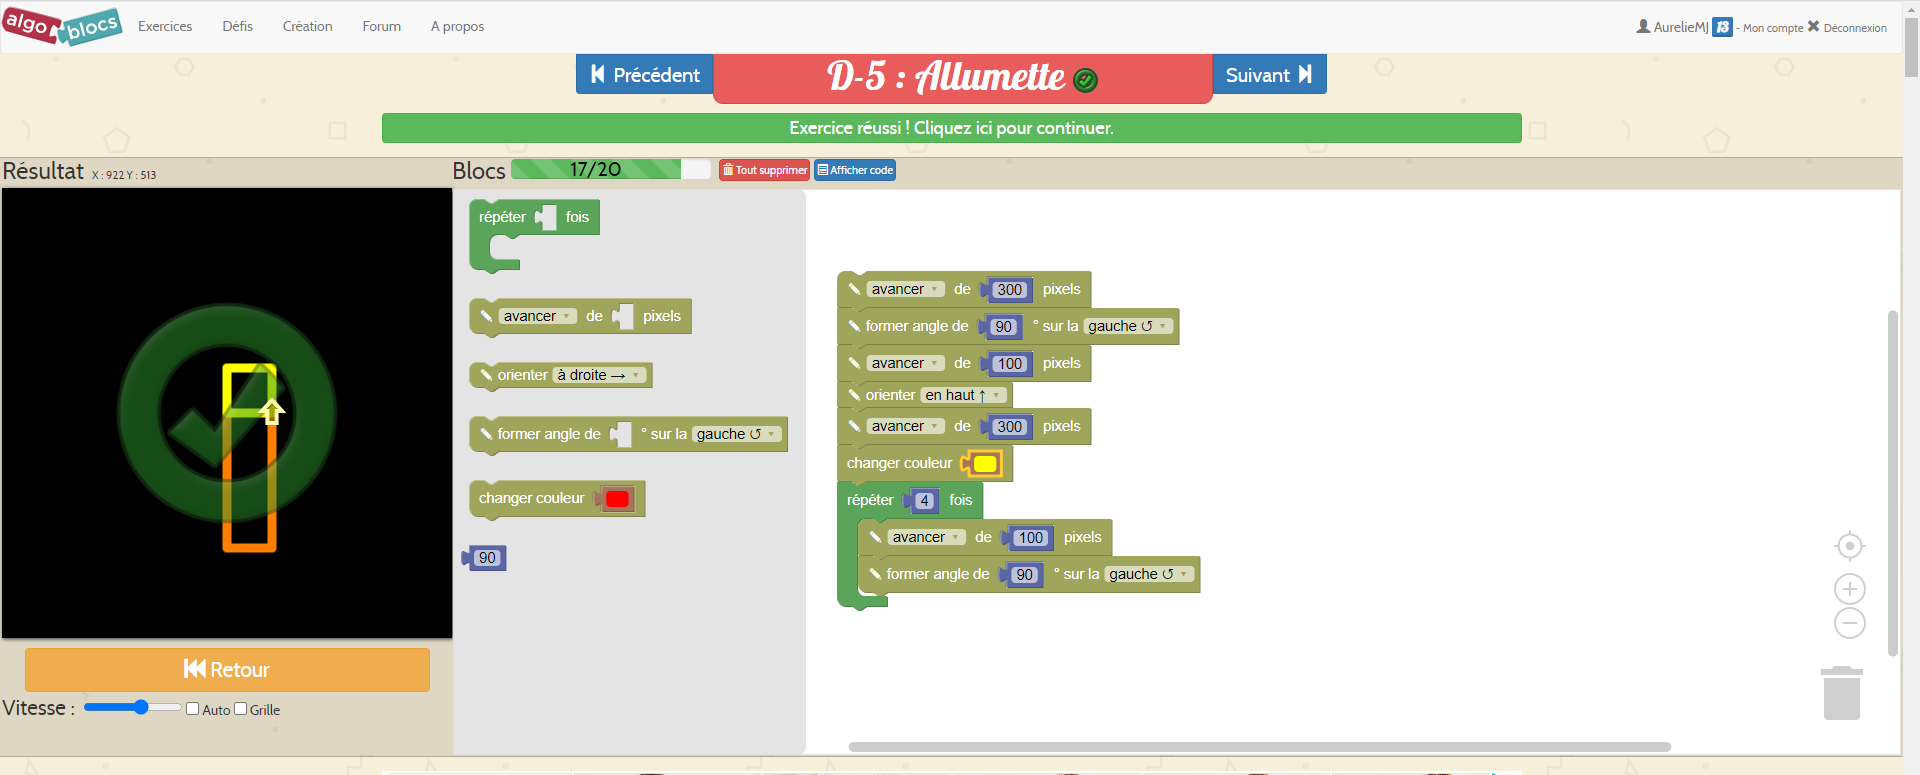 algo blocs Exercices Défis Création Forum A propos AurelieMJ 13 - Mon compte Déconnexion
Précédent D-5 : Allumette Suivant
Exercice réussi ! Cliquez ici pour continuer.
Résultat X : 922 Y : 513 Blocs 17/20 Tout supprimer Afficher code
répéter fois
avancer de pixels
orienter à droite →
former angle de ° sur la gauche ↺
changer couleur
90
avancer de 300 pixels
former angle de 90 ° sur la gauche ↺
avancer de 100 pixels
orienter en haut ↑
avancer de 300 pixels
changer couleur
répéter 4 fois
avancer de 100 pixels
former angle de 90 ° sur la gauche ↺
Retour
Vitesse : Auto Grille